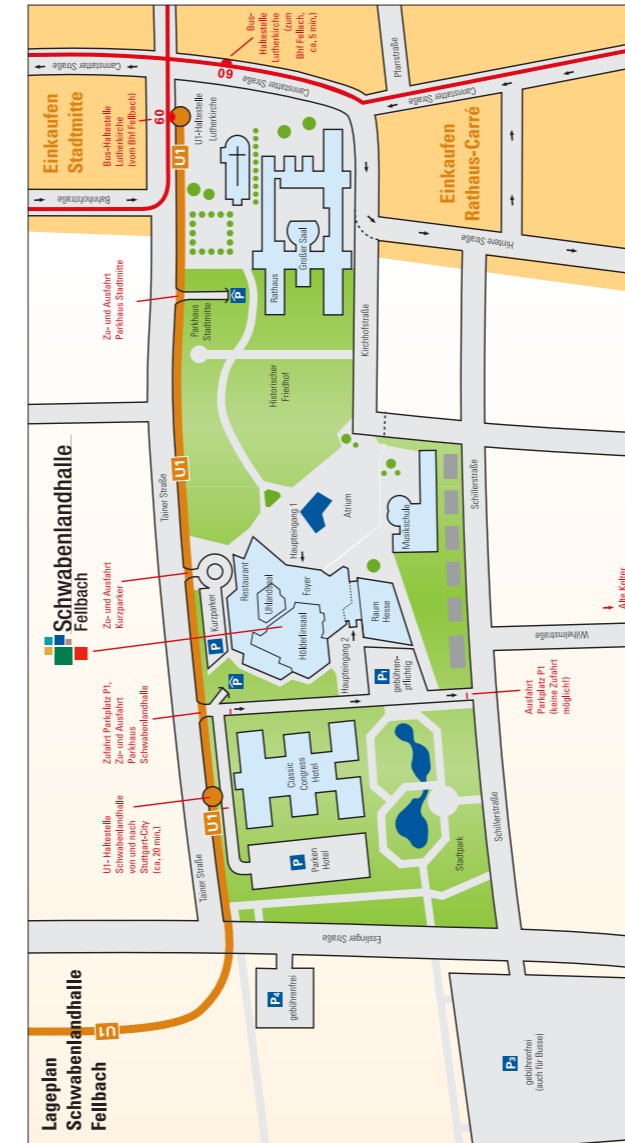 Lageplan
Schwabenlandhalle
Fellbach
U1
U1- Haltestelle
Schwabenlandhalle
von und nach
Stuttgart-City
(ca. 20 min.)
Zufahrt Parkplatz P1,
Zu- und Ausfahrt
Parkhaus
Schwabenlandhalle
Schwabenlandhalle
Fellbach
Zu- und Ausfahrt
Kurzparker
Zu- und Ausfahrt
Parkhaus Stadtmitte
Einkaufen
Stadtmitte
Bus-Haltestelle
Lutherkirche
(vom Bhf Fellbach)
Bus-
Haltestelle
Lutherkirche
(zum
Bhf Fellach,
ca. 5 min.)
Bahnhofstraße
Cannstatter Straße
60
60
Cannstatter Straße
Cannstatter Straße
Planstraße
Tainer Straße
Tainer Straße
U1
U1
U1
U1-Haltestelle
Lutherkirche
P
Parkhaus
Stadtmitte
Rathaus
Großer Saal
Einkaufen
Rathaus-Carré
Hintere Straße
Kirchhofstraße
Historischer
Friedhof
Kurzparker
P
P
Restaurant
Uhlandsaal
Hölderlinsaal
Foyer
Haupteingang 1
Haupteingang 2
Atrium
Musikschule
Raum
Hesse
P1
gebühren-
pflichtig
Classic
Congress
Hotel
P
Parken
Hotel
Stadtpark
Schillerstraße
Schillerstraße
Wilhelmstraße
Alte Kelter
Ausfahrt
Parkplatz P1
(keine Zufahrt
möglich!)
Esslinger Straße
P4
gebührenfrei
P3
gebührenfrei
(auch für Busse)